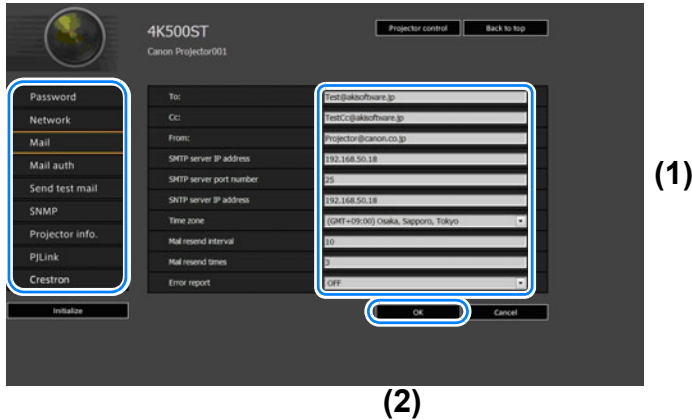 4K500ST
Projector control
Back to top
Canon Projector001
Password
Network
Mail
Mail auth
Send test mail
SNMP
Projector info.
PJLink
Crestron
Initialize
To: Test@akisoftware.jp
Cc: TestCc@akisoftware.jp
From: Projector@canon.co.jp
SMTP server IP address 192.168.50.18
SMTP server port number 25
SNTP server IP address 192.168.50.18
Time zone (GMT+09:00) Osaka, Sapporo, Tokyo
Mail resend interval 10
Mail resend times 3
Error report OFF
OK
Cancel
(1)
(2)